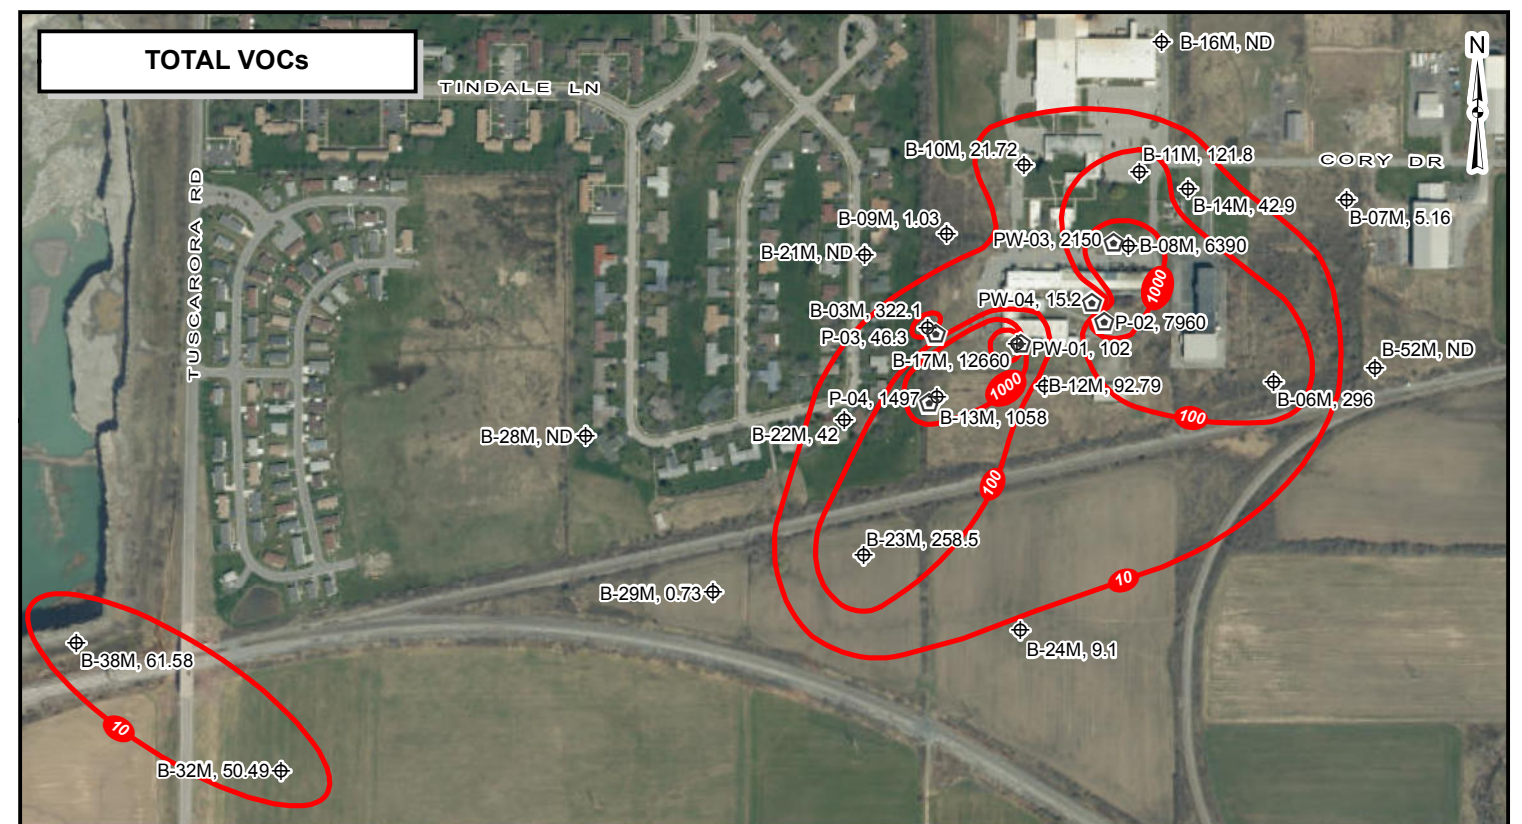 TOTAL VOCs
N
B-16M, ND
TINDALE LN
B-10M, 21.72
B-11M, 121.8
CORY DR
TUSCARORA RD
B-14M, 42.9
B-07M, 5.16
B-09M, 1.03
B-21M, ND
PW-03, 2150
B-08M, 6390
1000
PW-04, 15.2
B-03M, 322.1
P-02, 7960
P-03, 46.3
B-17M, 12660
PW-01, 102
B-52M, ND
1000
B-12M, 92.79
P-04, 1497
B-06M, 296
B-13M, 1058
100
B-28M, ND
B-22M, 42
100
B-23M, 258.5
10
B-29M, 0.73
B-24M, 9.1
B-38M, 61.58
10
B-32M, 50.49